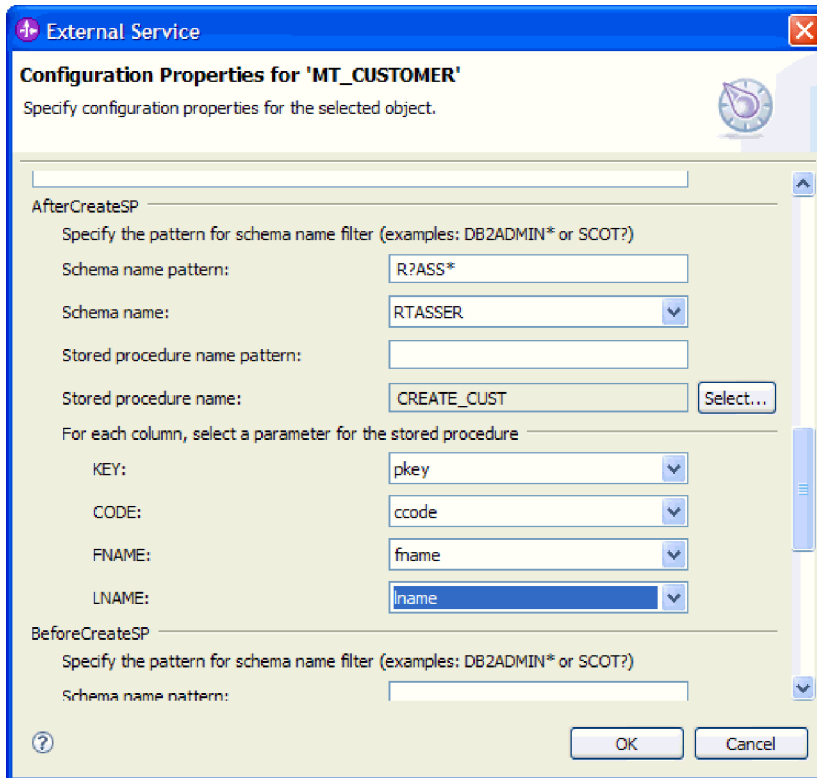 External Service
Configuration Properties for 'MT_CUSTOMER'
Specify configuration properties for the selected object.
AfterCreateSP
Specify the pattern for schema name filter (examples: DB2ADMIN* or SCOT?)
Schema name pattern: R?ASS*
Schema name: RTASSER
Stored procedure name pattern:
Stored procedure name: CREATE_CUST Select...
For each column, select a parameter for the stored procedure
KEY: pkey
CODE: ccode
FNAME: fname
LNAME: lname
BeforeCreateSP
Specify the pattern for schema name filter (examples: DB2ADMIN* or SCOT?)
Schema name pattern:
? OK Cancel